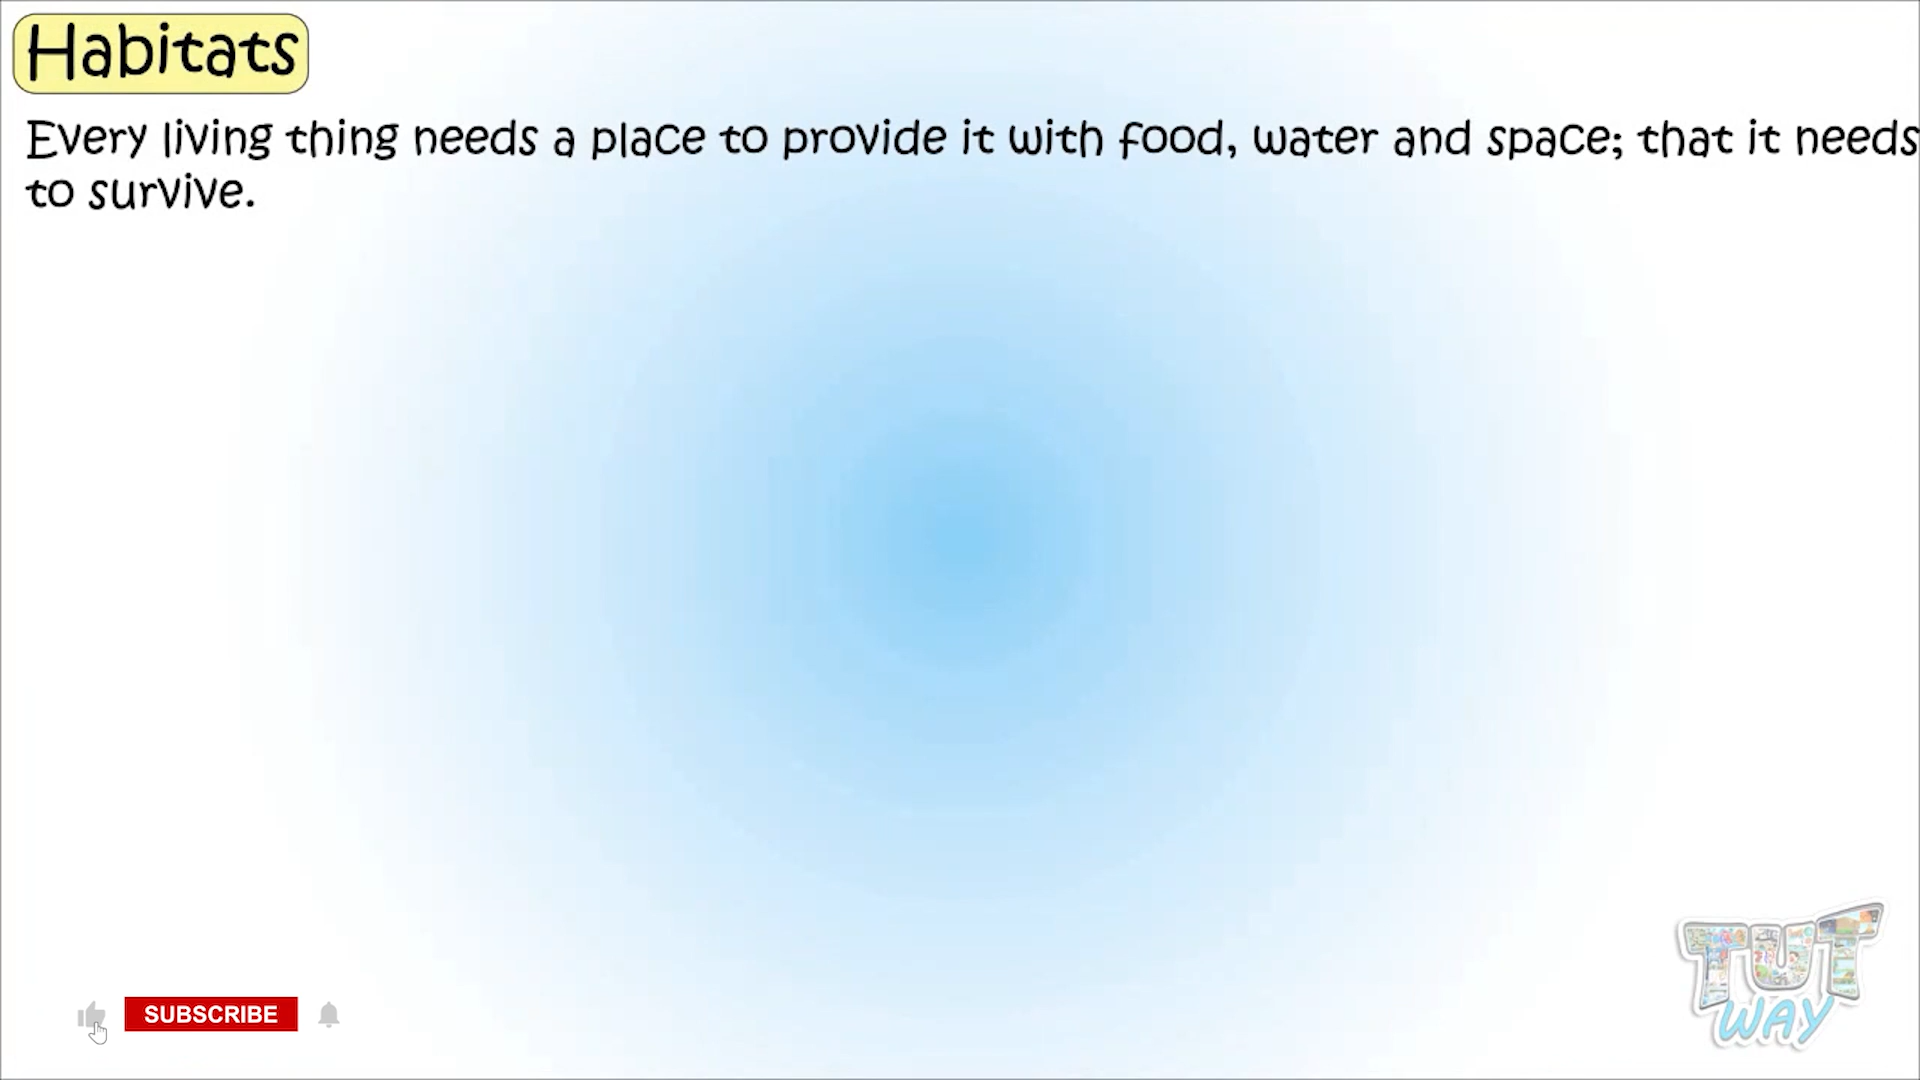 Habitats
Every living thing needs a place to provide it with food, water and space; that it needs
to survive.
SUBSCRIBE
TUT
WAY